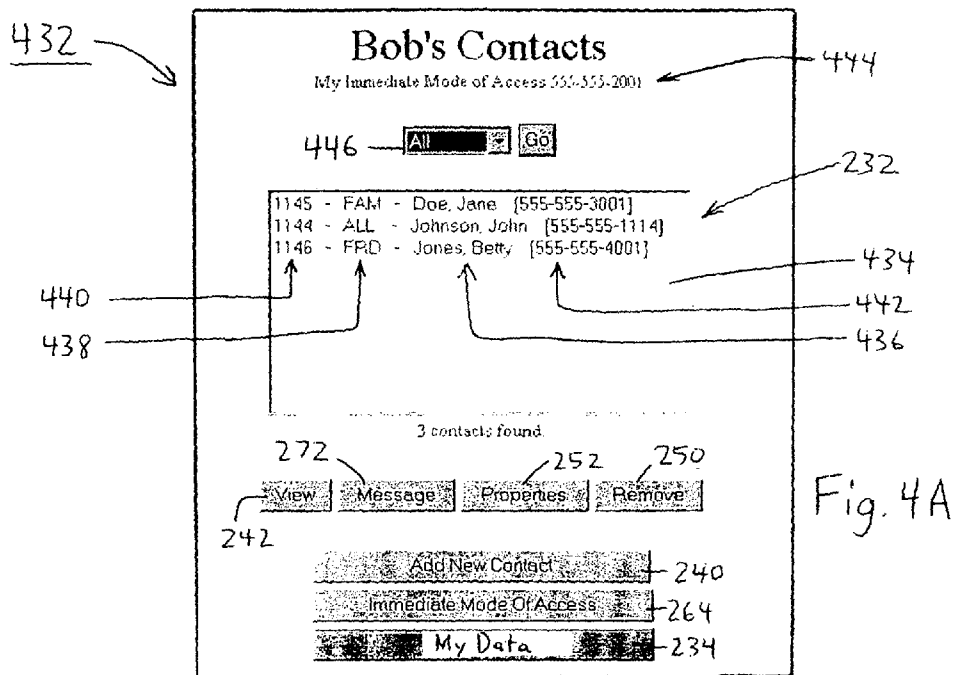 432
Bob's Contacts
444
My Immediate Mode of Access 555-555-2001
446 All Go
232
1145 - FAM - Doe, Jane [555-555-3001]
1144 - ALL - Johnson, John [555-555-1114]
1146 - FRD - Jones, Betty [555-555-4001]
434
440 442
438 436
3 contacts found.
272 252 250
View Message Properties Remove
Fig. 4A
242
Add New Contact 240
Immediate Mode Of Access 264
My Data 234